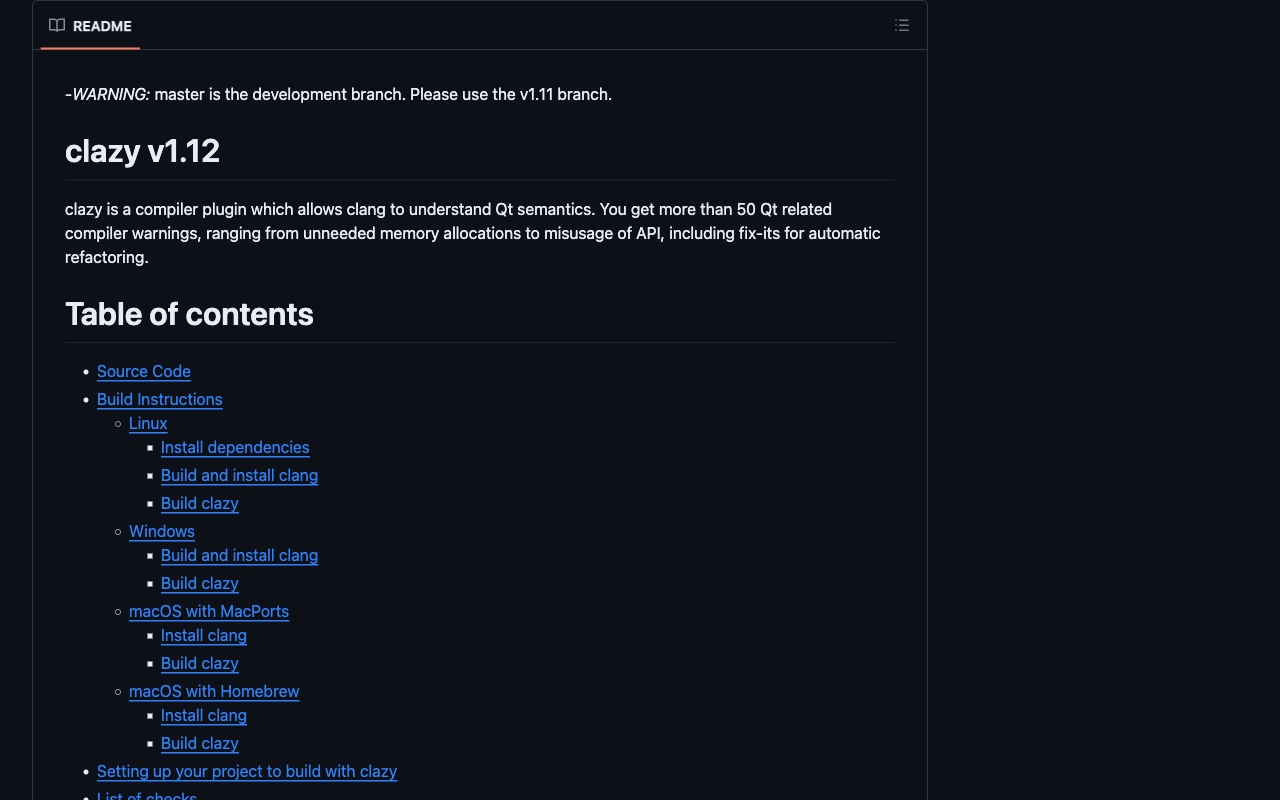 README
-WARNING: master is the development branch. Please use the v1.11 branch.
clazy v1.12
clazy is a compiler plugin which allows clang to understand Qt semantics. You get more than 50 Qt related
compiler warnings, ranging from unneeded memory allocations to misusage of API, including fix-its for automatic
refactoring.
Table of contents
Source Code
Build Instructions
Linux
Install dependencies
Build and install clang
Build clazy
Windows
Build and install clang
Build clazy
macOS with MacPorts
Install clang
Build clazy
macOS with Homebrew
Install clang
Build clazy
Setting up your project to build with clazy
List of checks